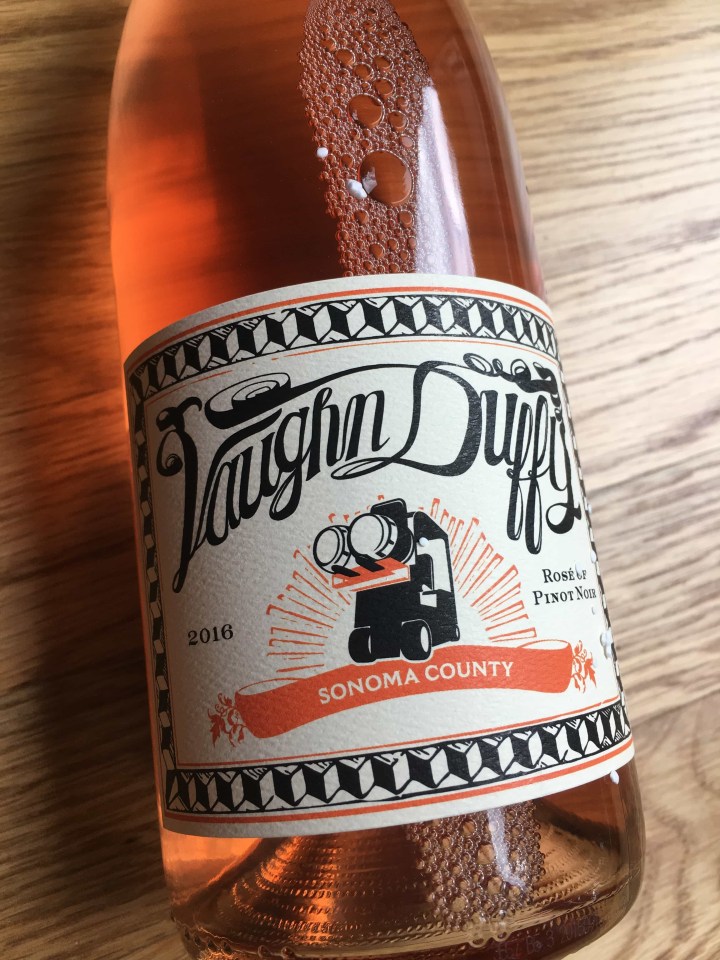 Vaughn Duffy
2016
ROSÉ OF
PINOT NOIR
SONOMA COUNTY